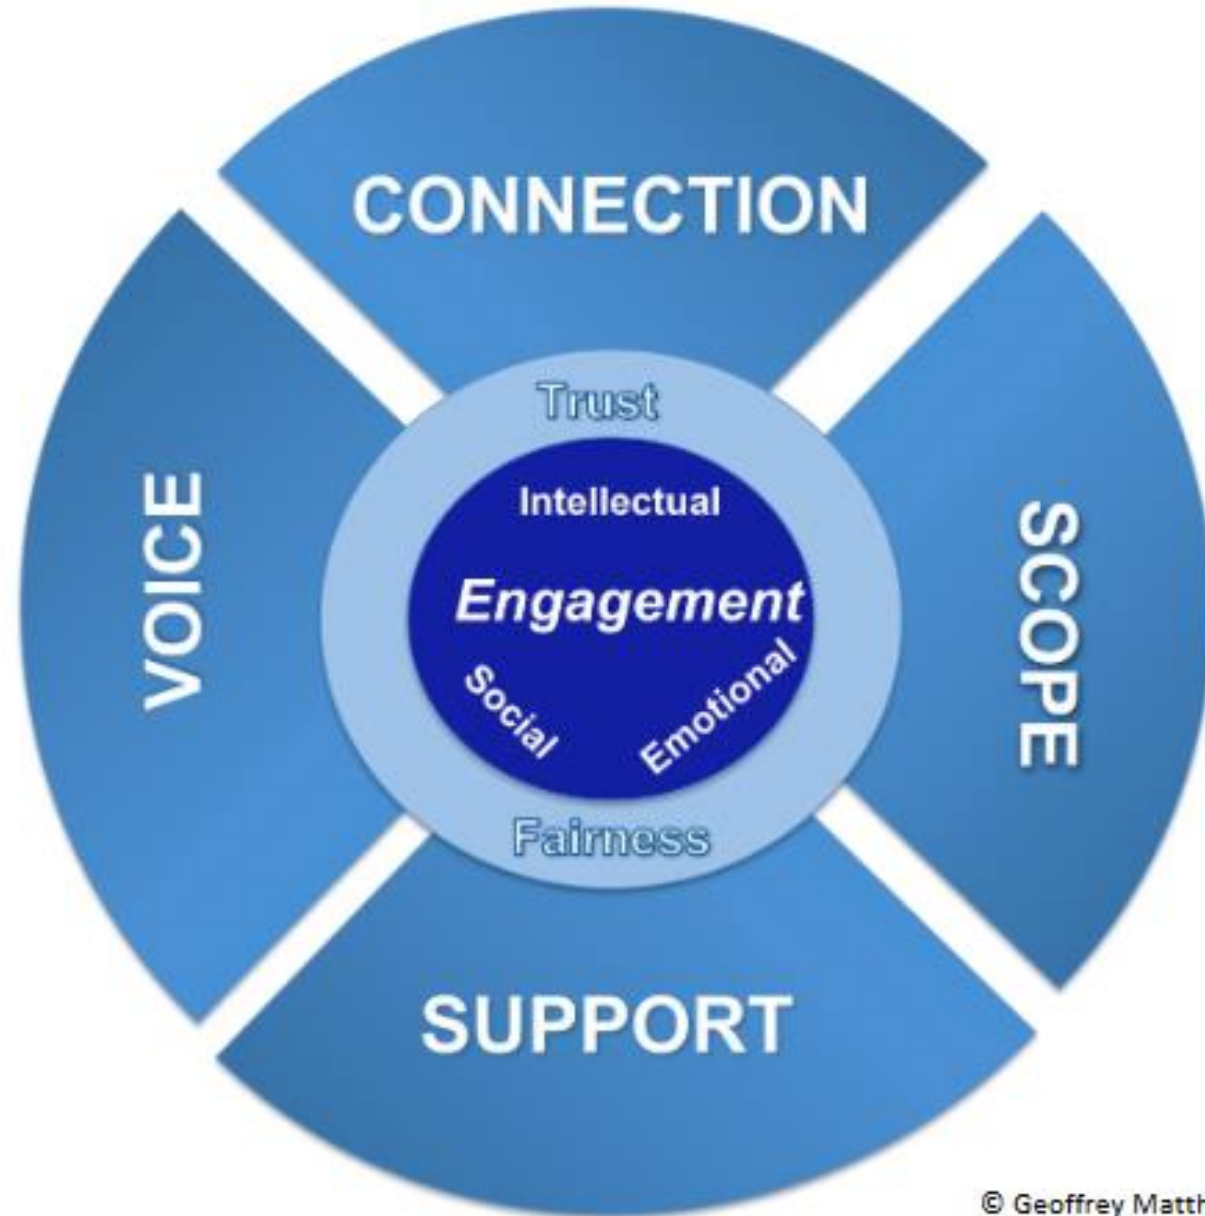 CONNECTION
VOICE
SCOPE
Trust
Intellectual
Engagement
Social
Emotional
Fairness
SUPPORT
© Geoffrey Matth